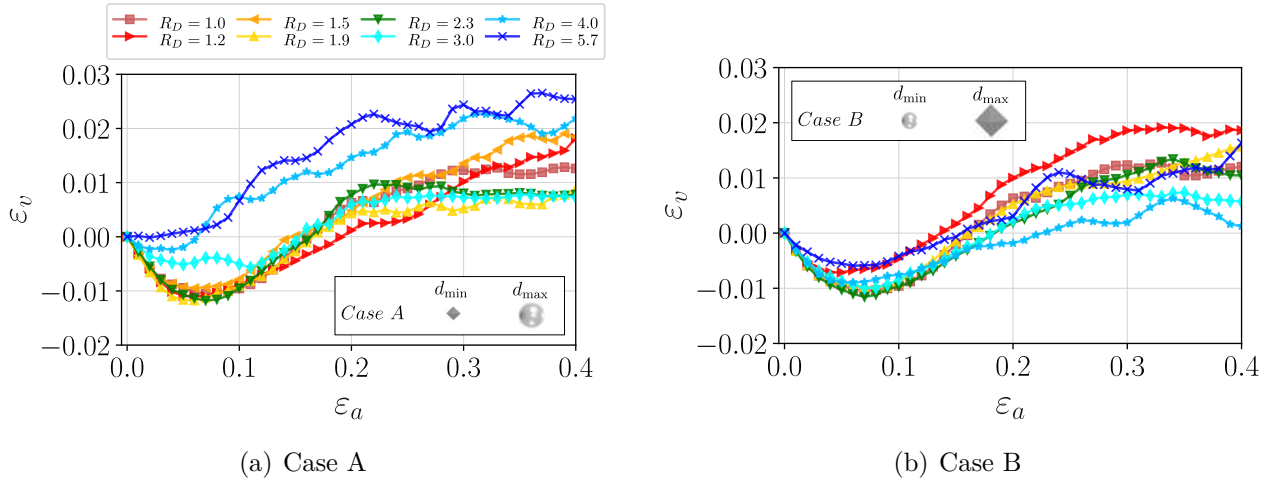 R_D = 1.0 R_D = 1.5 R_D = 2.3 R_D = 4.0
R_D = 1.2 R_D = 1.9 R_D = 3.0 R_D = 5.7
0.03
0.02
0.01
0.00
−0.01
−0.02
ε_v
d_min d_max
Case A
0.0 0.1 0.2 0.3 0.4
ε_a
(a) Case A
0.03
0.02
0.01
0.00
−0.01
−0.02
ε_v
d_min d_max
Case B
0.0 0.1 0.2 0.3 0.4
ε_a
(b) Case B